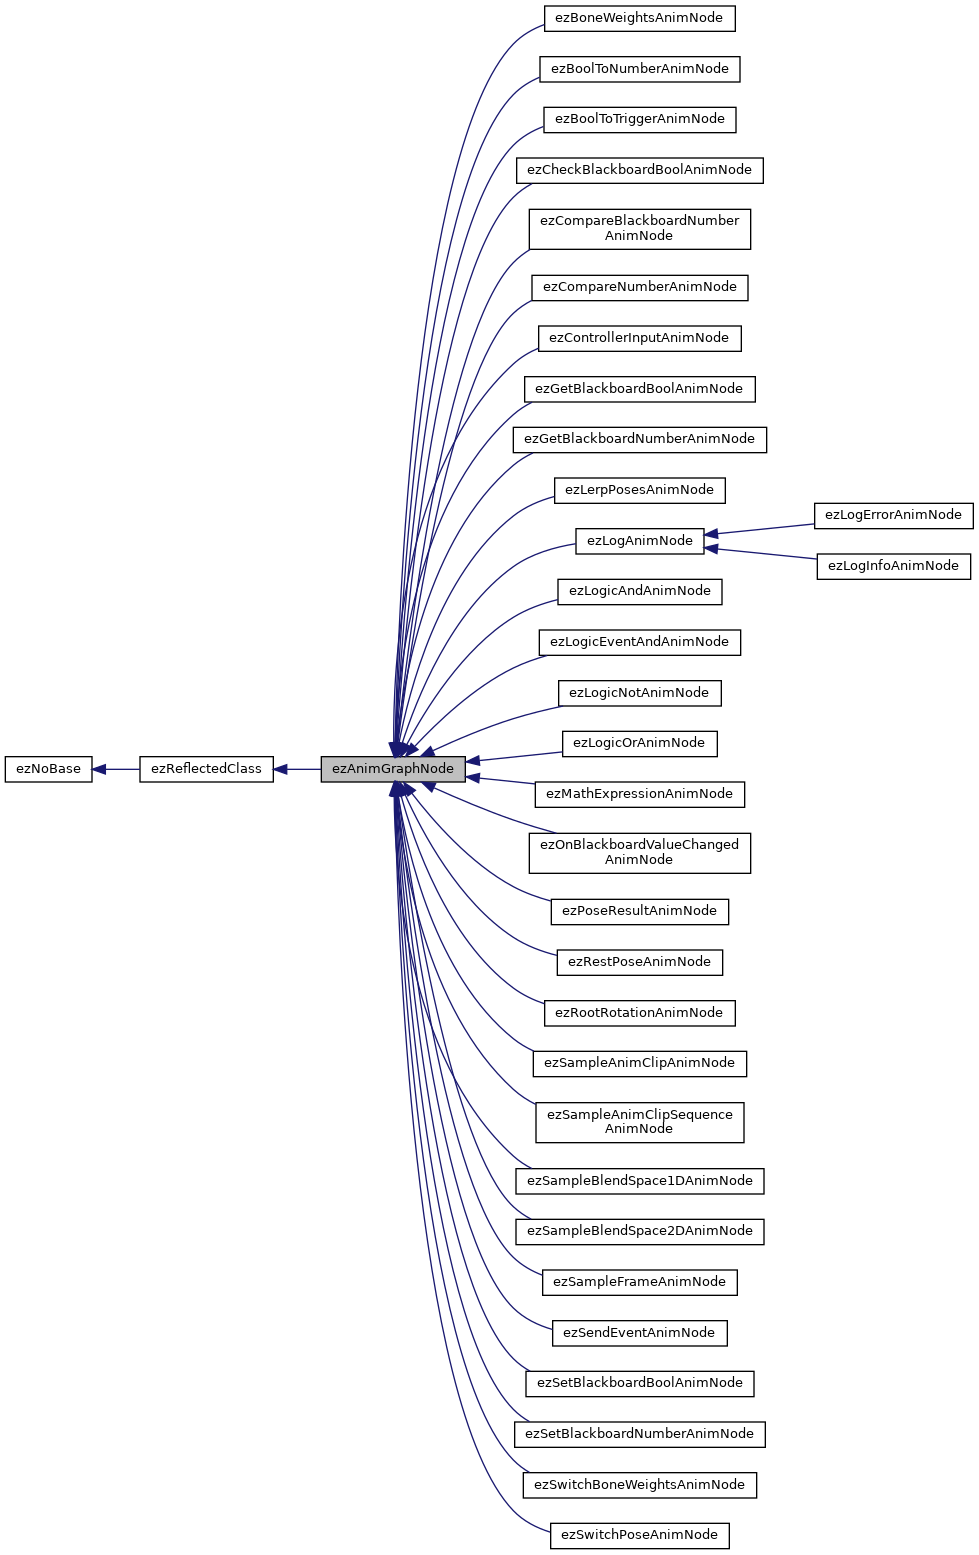 ezBoneWeightsAnimNode
ezBoolToNumberAnimNode
ezBoolToTriggerAnimNode
ezCheckBlackboardBoolAnimNode
ezCompareBlackboardNumber
AnimNode
ezCompareNumberAnimNode
ezControllerInputAnimNode
ezGetBlackboardBoolAnimNode
ezGetBlackboardNumberAnimNode
ezLerpPosesAnimNode
ezLogErrorAnimNode
ezLogAnimNode
ezLogInfoAnimNode
ezLogicAndAnimNode
ezLogicEventAndAnimNode
ezLogicNotAnimNode
ezLogicOrAnimNode
ezNoBase
ezReflectedClass
ezAnimGraphNode
ezMathExpressionAnimNode
ezOnBlackboardValueChanged
AnimNode
ezPoseResultAnimNode
ezRestPoseAnimNode
ezRootRotationAnimNode
ezSampleAnimClipAnimNode
ezSampleAnimClipSequence
AnimNode
ezSampleBlendSpace1DAnimNode
ezSampleBlendSpace2DAnimNode
ezSampleFrameAnimNode
ezSendEventAnimNode
ezSetBlackboardBoolAnimNode
ezSetBlackboardNumberAnimNode
ezSwitchBoneWeightsAnimNode
ezSwitchPoseAnimNode